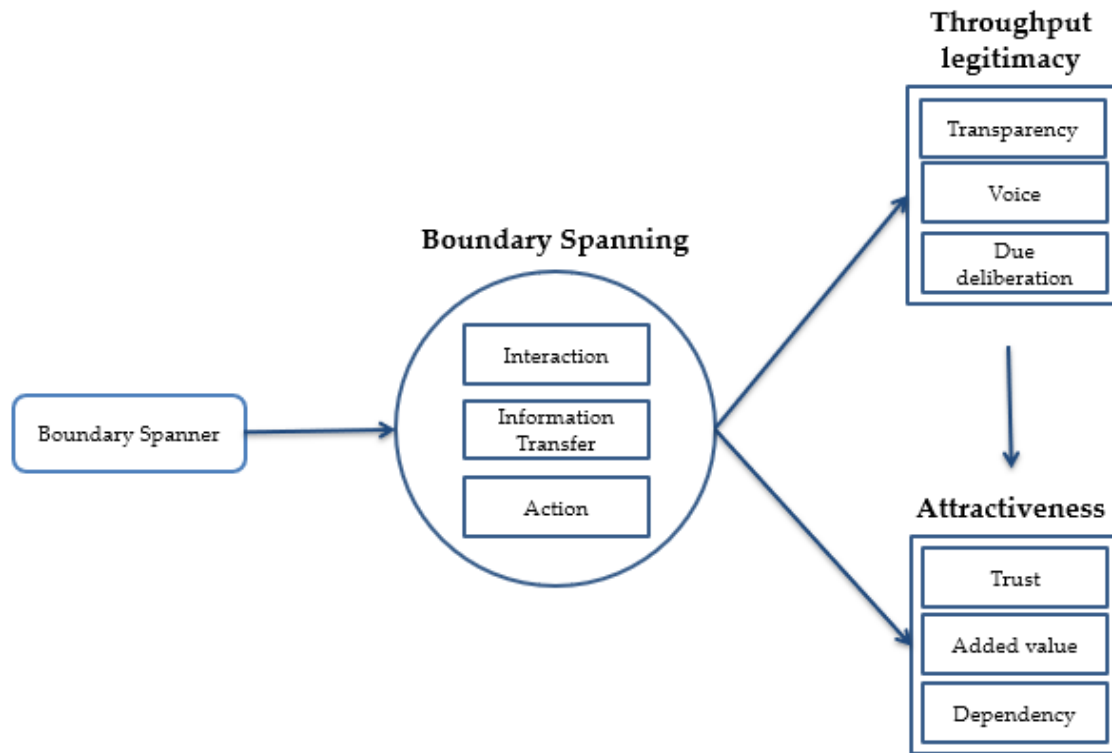 Boundary Spanner
Boundary Spanning
Interaction
Information
Transfer
Action
Throughput
legitimacy
Transparency
Voice
Due
deliberation
Attractiveness
Trust
Added value
Dependency